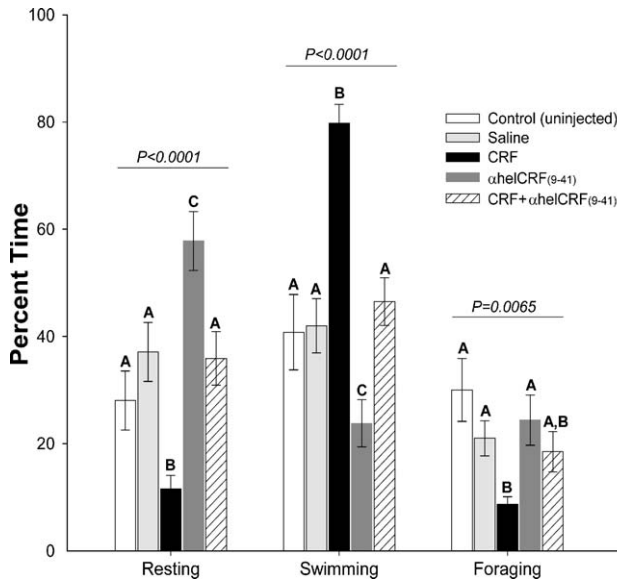 100
80
60
40
20
0
Percent Time
P<0.0001
P<0.0001
P=0.0065
Control (uninjected)
Saline
CRF
αhelCRF(9-41)
CRF+αhelCRF(9-41)
A
A
B
C
A
A
A
B
C
A
A
A
B
A
A,B
Resting
Swimming
Foraging